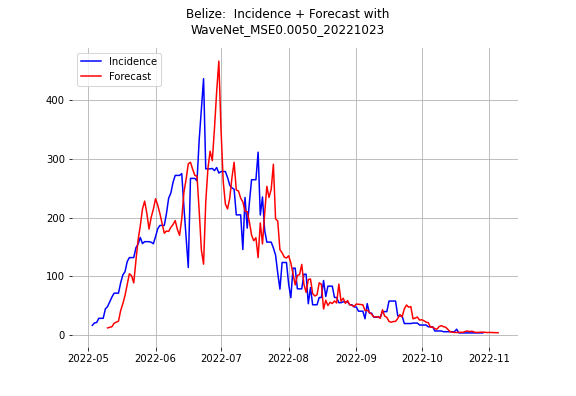 Belize:  Incidence + Forecast with
WaveNet_MSE0.0050_20221023
Incidence
Forecast
400
300
200
100
0
2022-05 2022-06 2022-07 2022-08 2022-09 2022-10 2022-11